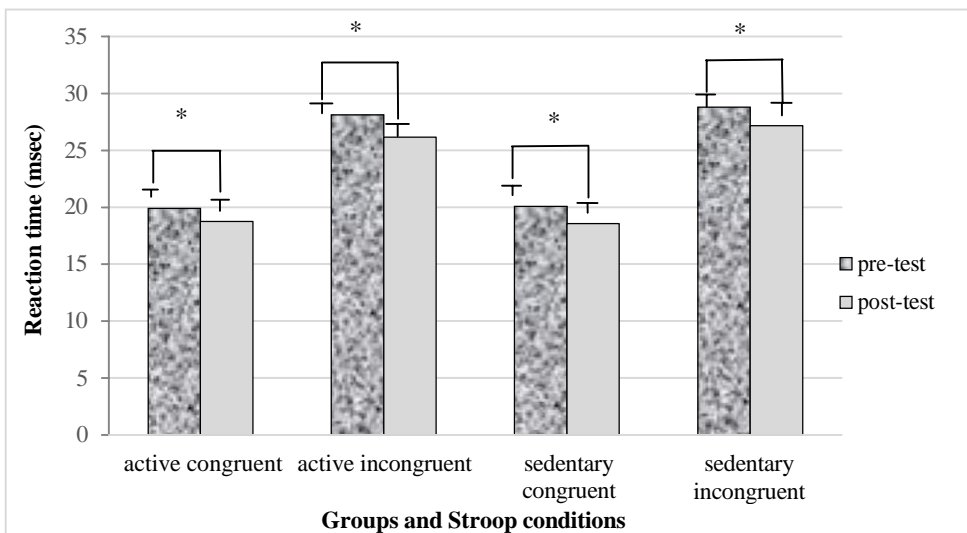 35
30
25
20
15
10
5
0
Reaction time (msec)
*
*
*
*
active congruent
active incongruent
sedentary
congruent
sedentary
incongruent
Groups and Stroop conditions
pre-test
post-test